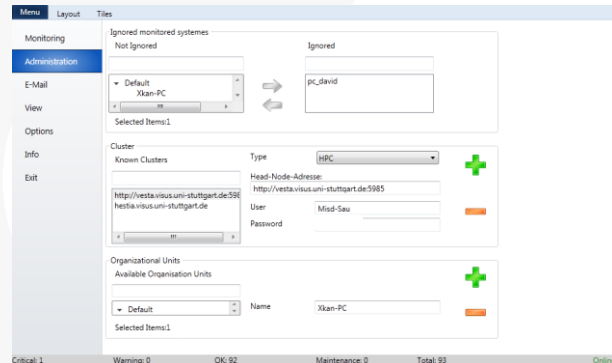 Menu Layout Tiles
Monitoring
Administration
E-Mail
View
Options
Info
Exit
Ignored monitored systemes
Not Ignored
Ignored
Default
Xkan-PC
pc_david
Selected Items:1
Cluster
Known Clusters
Type
HPC
Head-Node-Adresse:
http://vesta.visus.uni-stuttgart.de:5985
http://vesta.visus.uni-stuttgart.de:598
hestia.visus.uni-stuttgart.de
User
Misd-Sau
Password
Organizational Units
Available Organisation Units
Default
Name
Xkan-PC
Selected Items:1
Critical: 1 Warning: 0 OK: 92 Maintenance: 0 Total: 93